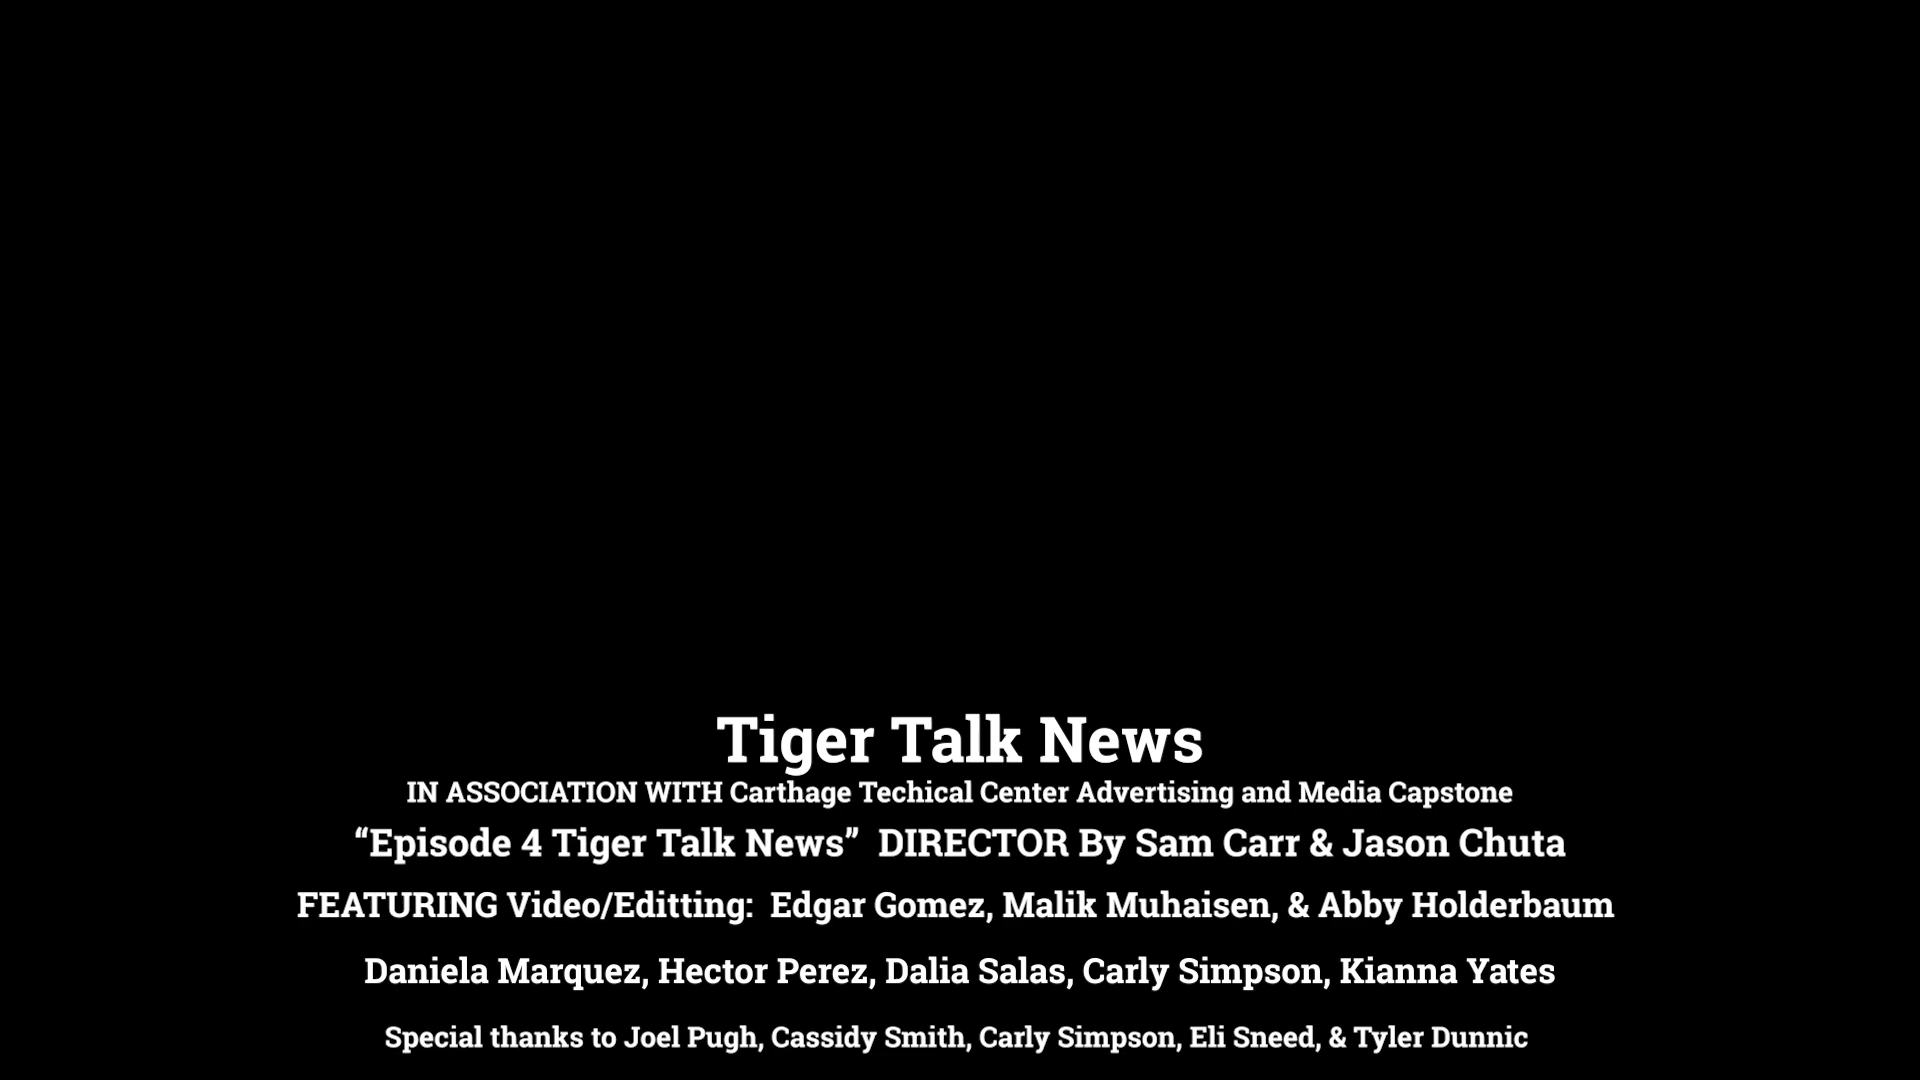 Tiger Talk News
IN ASSOCIATION WITH Carthage Techical Center Advertising and Media Capstone
“Episode 4 Tiger Talk News”  DIRECTOR By Sam Carr & Jason Chuta
FEATURING Video/Editting:  Edgar Gomez, Malik Muhaisen, & Abby Holderbaum
Daniela Marquez, Hector Perez, Dalia Salas, Carly Simpson, Kianna Yates
Special thanks to Joel Pugh, Cassidy Smith, Carly Simpson, Eli Sneed, & Tyler Dunnic